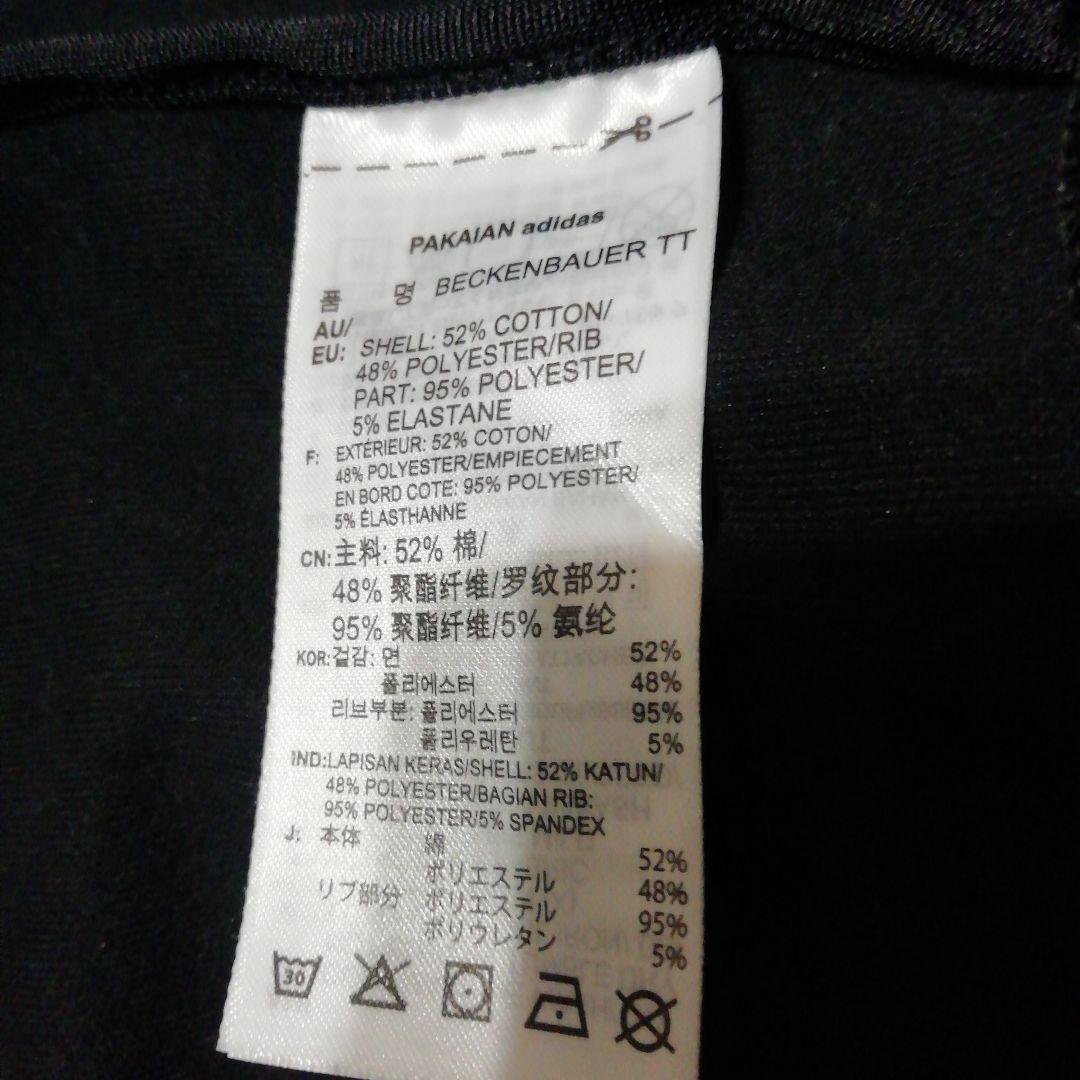 PAKAIAN adidas
품 명 BECKENBAUER TT
AU/
EU: SHELL: 52% COTTON/
48% POLYESTER/RIB
PART: 95% POLYESTER/
5% ELASTANE
F: EXTÉRIEUR: 52% COTON/
48% POLYESTER/EMPIECEMENT
EN BORD COTE: 95% POLYESTER/
5% ÉLASTHANNE
CN: 主料: 52% 棉/
48% 聚酯纤维/罗纹部分:
95% 聚酯纤维/5% 氨纶
KOR: 겉감: 면 52%
폴리에스터 48%
리브부분: 폴리에스터 95%
폴리우레탄 5%
IND: LAPISAN KERAS/SHELL: 52% KATUN/
48% POLYESTER/BAGIAN RIB:
95% POLYESTER/5% SPANDEX
J: 本体 綿 52%
ポリエステル 48%
リブ部分 ポリエステル 95%
ポリウレタン 5%
30